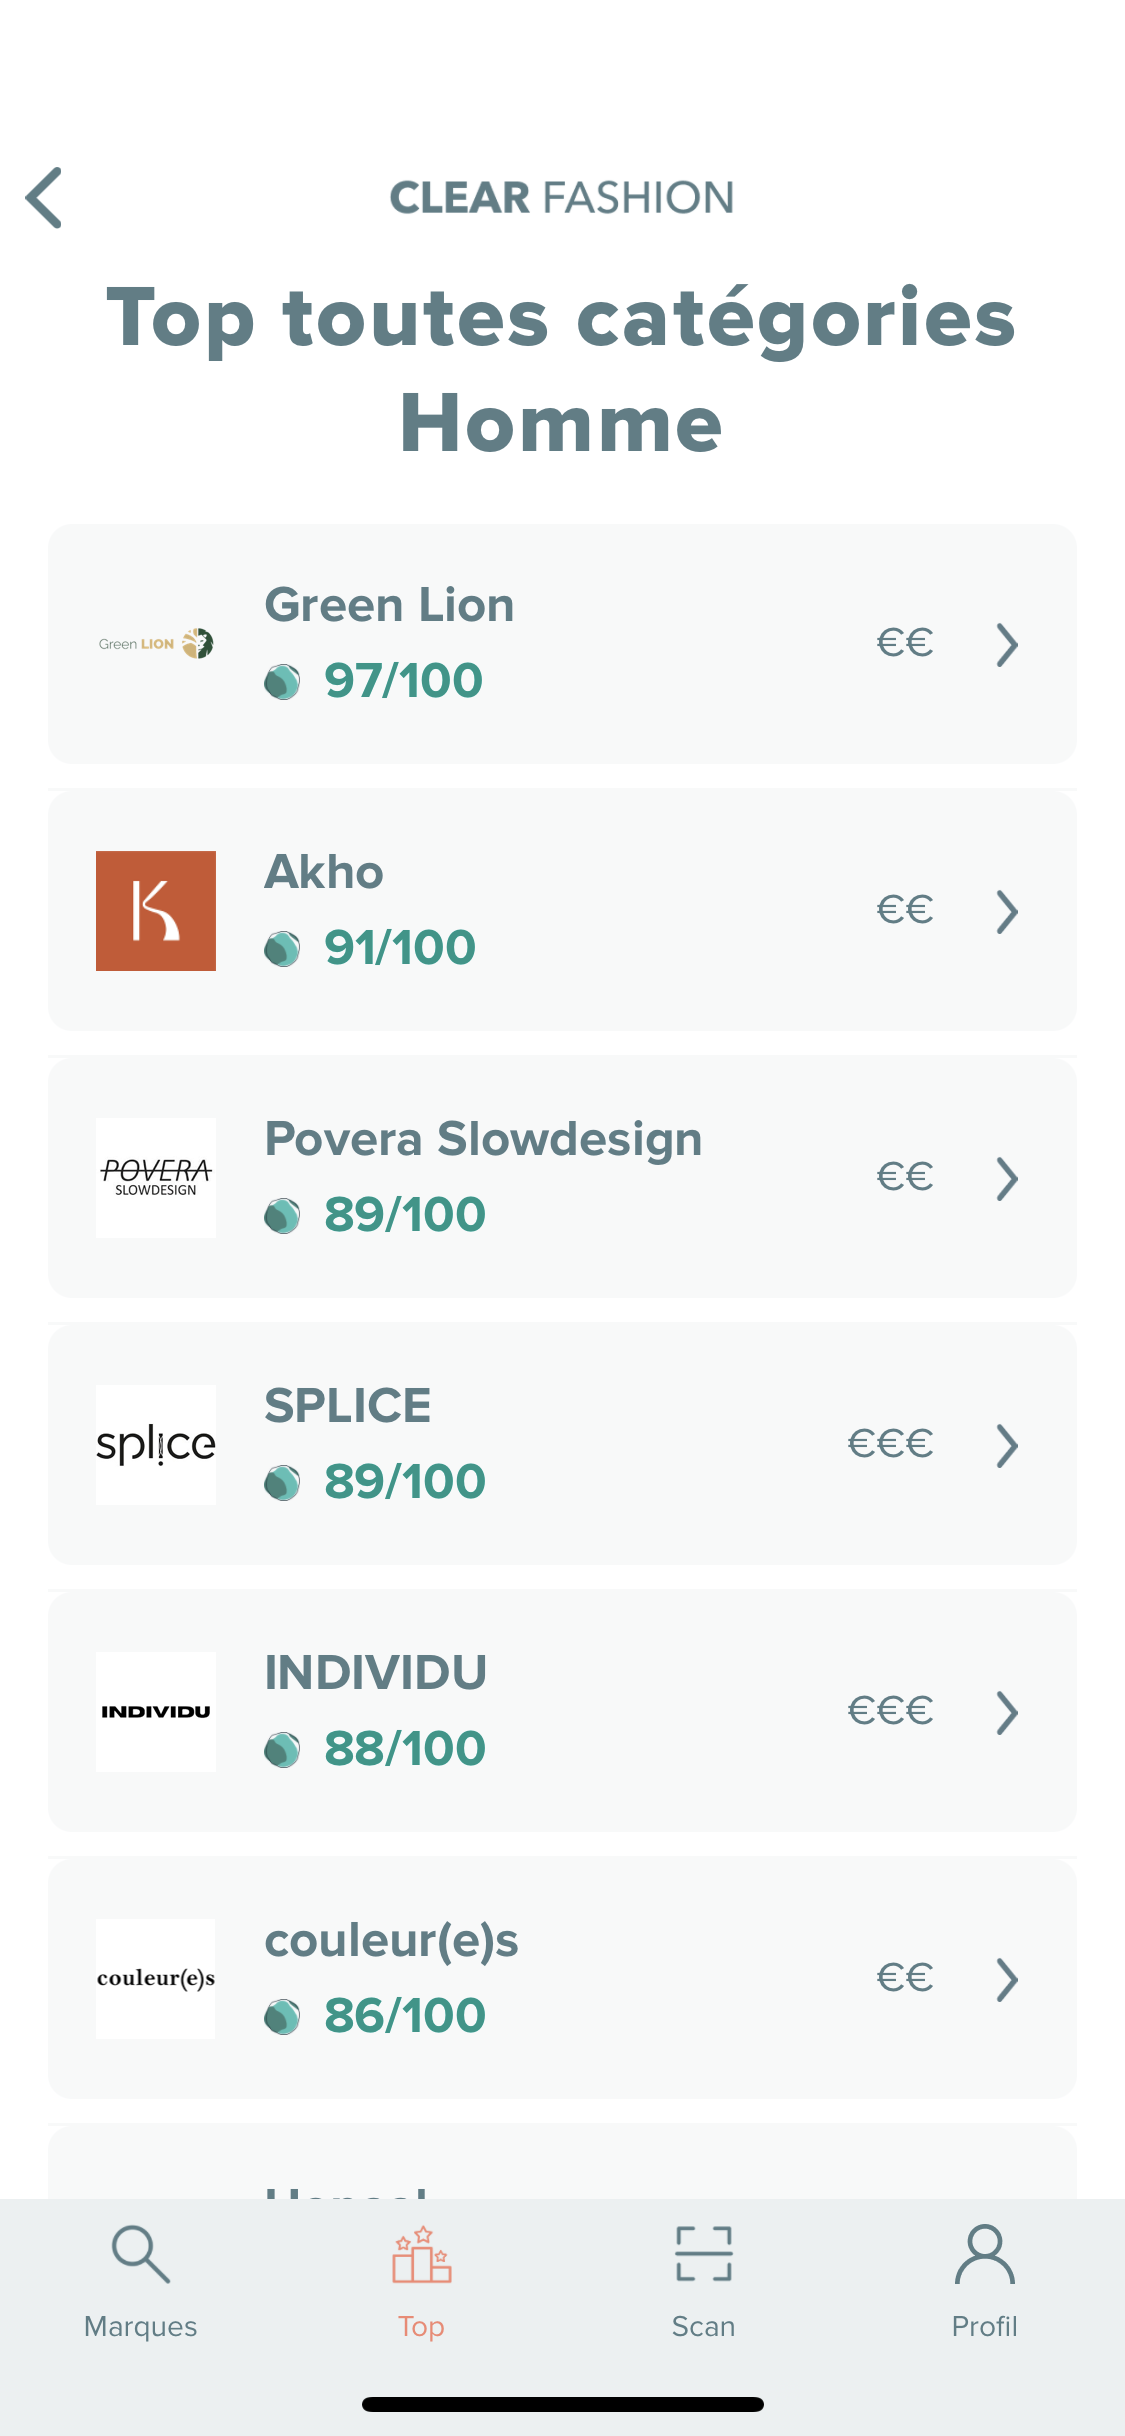 CLEAR FASHION
Top toutes catégories
Homme
Green LION
Green Lion
97/100
€€
Akho
91/100
€€
POVERA
SLOWDESIGN
Povera Slowdesign
89/100
€€
splice
SPLICE
89/100
€€€
INDIVIDU
INDIVIDU
88/100
€€€
couleur(e)s
couleur(e)s
86/100
€€
Marques
Top
Scan
Profil